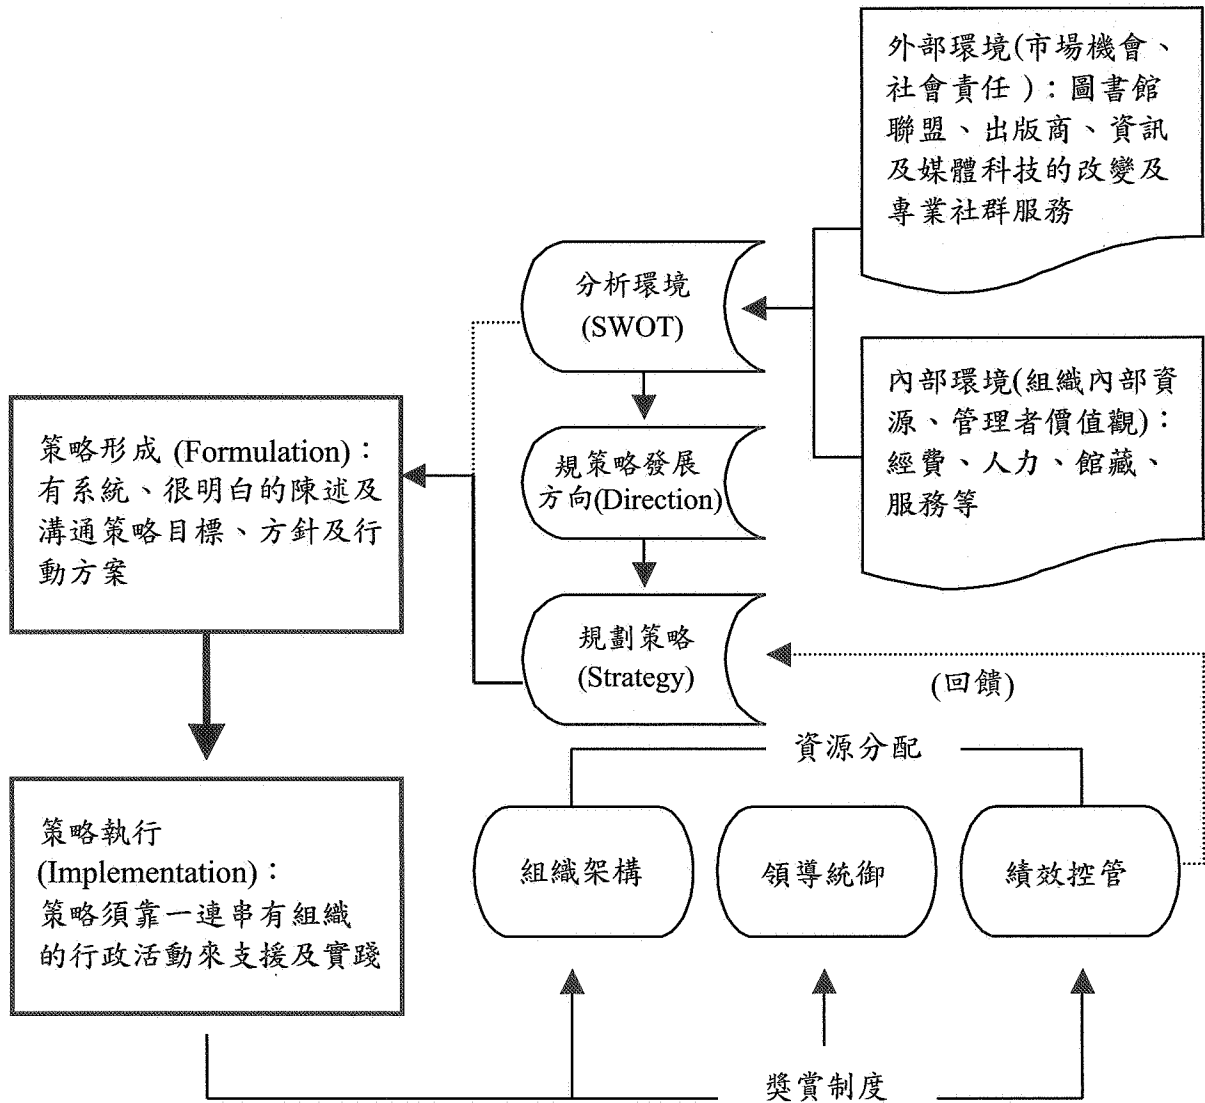 外部環境(市場機會、
社會責任)：圖書館
聯盟、出版商、資訊
及媒體科技的改變及
專業社群服務
分析環境
(SWOT)
內部環境(組織內部資
源、管理者價值觀)：
經費、人力、館藏、
服務等
策略形成 (Formulation)：
有系統、很明白的陳述及
溝通策略目標、方針及行
動方案
規策略發展
方向(Direction)
規劃策略
(Strategy)
(回饋)
資源分配
策略執行
(Implementation)：
策略須靠一連串有組織
的行政活動來支援及實踐
組織架構
領導統御
績效控管
獎賞制度